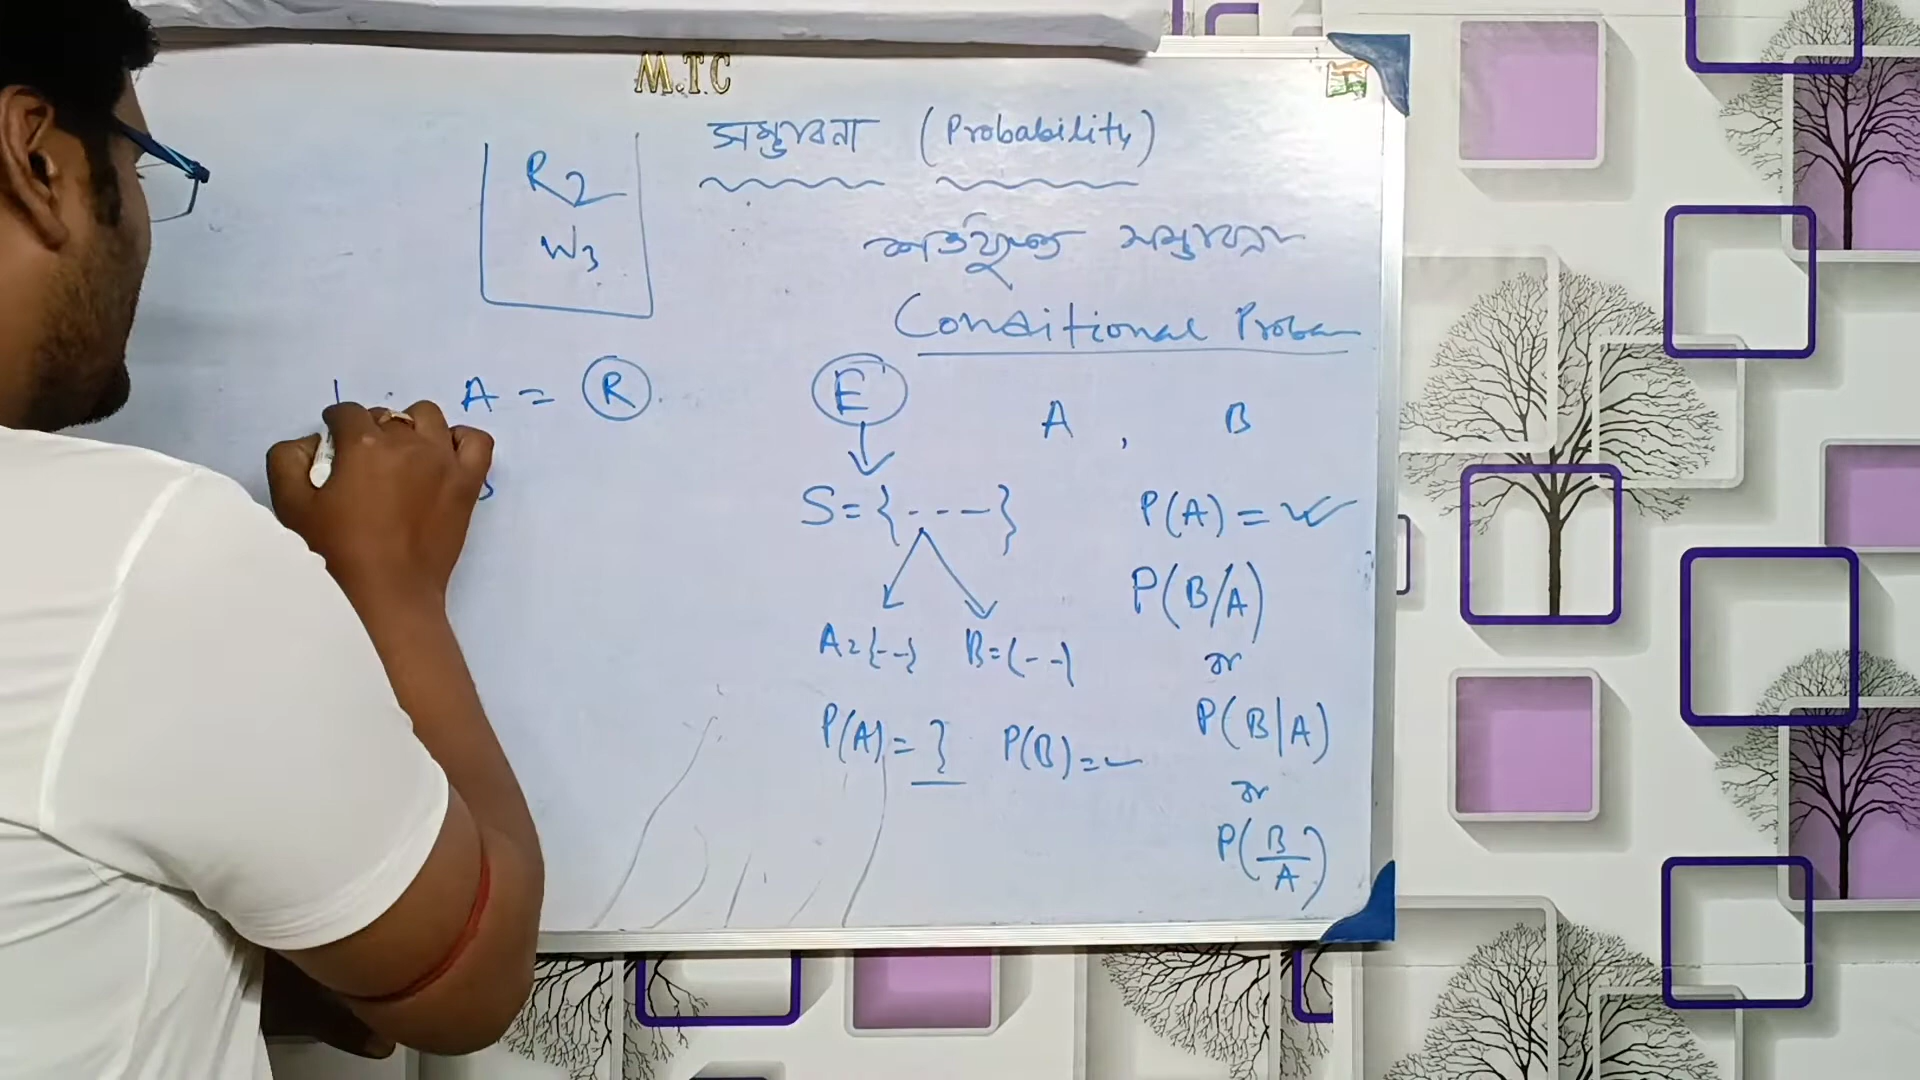 M.T.C
সম্ভাবনা (Probability)
R2
W3
শর্তযুক্ত সম্ভাবনা
Conditional Proba
A = R
E
A , B
S={---}
P(A) =
P(B/A)
A={--} B={--}
or
P(A)= P(B)=
P(B|A)
or
P(B/A)